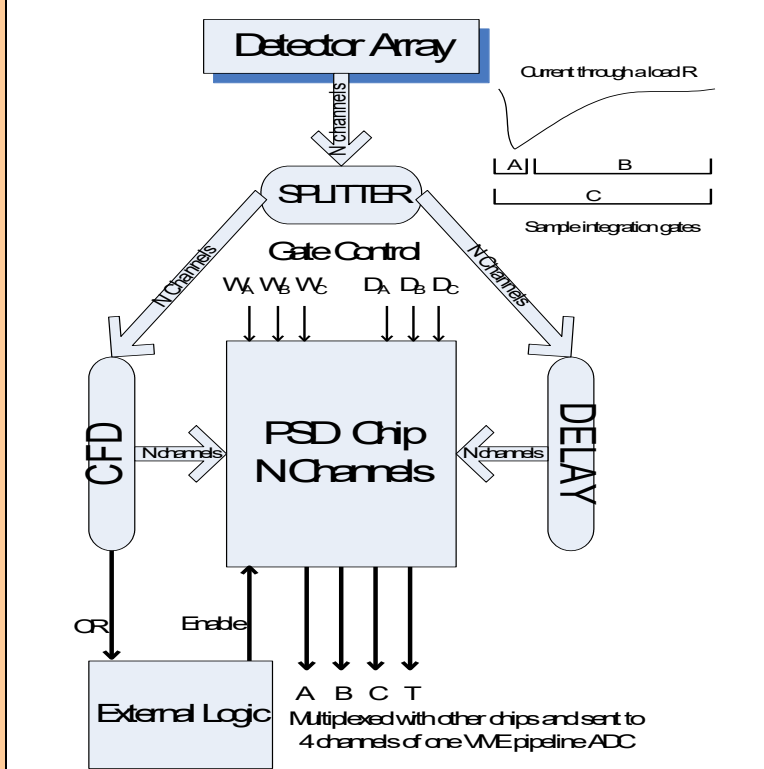 Detector Array
N channels
Current through a load R
A
B
C
Sample integration gates
SPLITTER
N Channels
N Channels
Gate Control
WA WB WC DA DB DC
CFD
N channels
PSD Chip
N Channels
N channels
DELAY
OR
Enable
External Logic
A B C T
Multiplexed with other chips and sent to
4 channels of one VME pipeline ADC